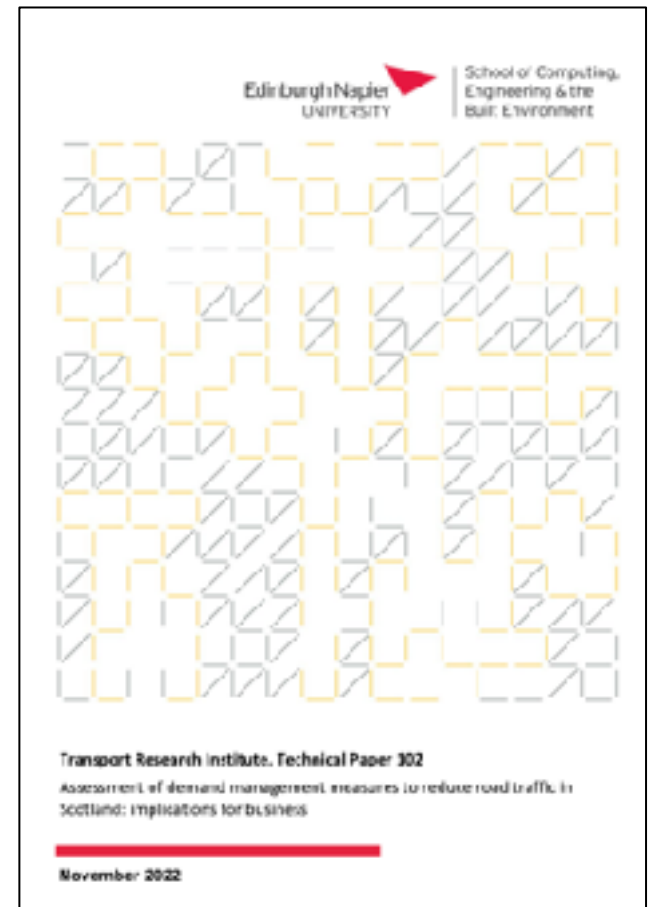 Edinburgh Napier
UNIVERSITY
School of Computing,
Engineering & the
Built Environment
Transport Research Institute. Technical Paper 102
Assessment of demand management measures to reduce road traffic in
Scotland: implications for business
November 2022